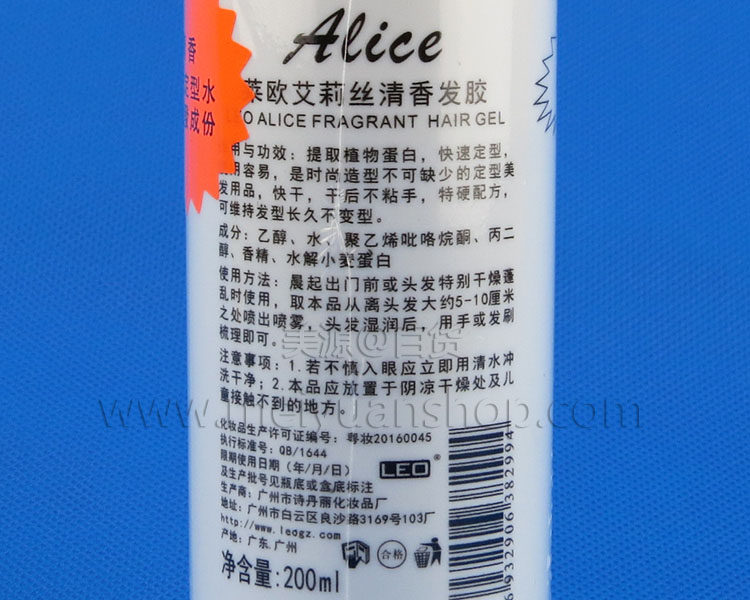 Alice
香
型水
成份
莱欧艾莉丝清香发胶
LEO ALICE FRAGRANT HAIR GEL
用与功效：提取植物蛋白，快速定型，
用容易，是时尚造型不可缺少的定型美
发用品，快干，干后不粘手，特硬配方，
可维持发型长久不变型。
成分：乙醇、水、聚乙烯吡咯烷酮、丙二
醇、香精、水解小麦蛋白
使用方法：晨起出门前或头发特别干燥蓬
乱时使用，取本品从离头发大约5-10厘米
之处喷出喷雾，头发湿润后，用手或发刷
梳理即可。
美源@百货
注意事项：1.若不慎入眼应立即用清水冲
洗干净；2.本品应放置于阴凉干燥处及儿
童接触不到的地方。
www.meiyuanshop.com
化妆品生产许可证编号：粤妆20160045
执行标准号：QB/1644
限期使用日期（年/月/日）
及生产批号见瓶底或盒底标注
LEO®
生产商：广州市诗丹丽化妆品厂
地址：广州市白云区良沙路3169号103厂
http://www.leogz.com
产地：广东.广州
合格
净含量：200ml
6932906382994